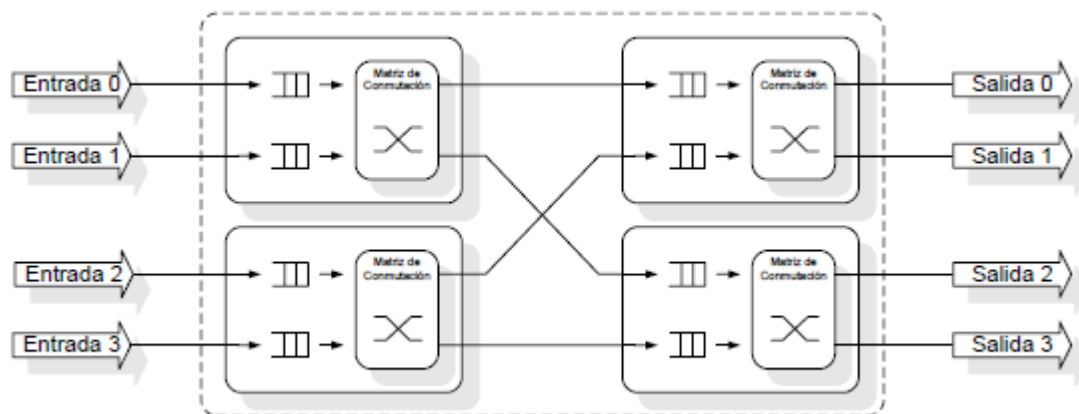 Entrada 0
Matriz de
Conmutación
Matriz de
Conmutación
Salida 0
Entrada 1
Salida 1
Entrada 2
Matriz de
Conmutación
Matriz de
Conmutación
Salida 2
Entrada 3
Salida 3